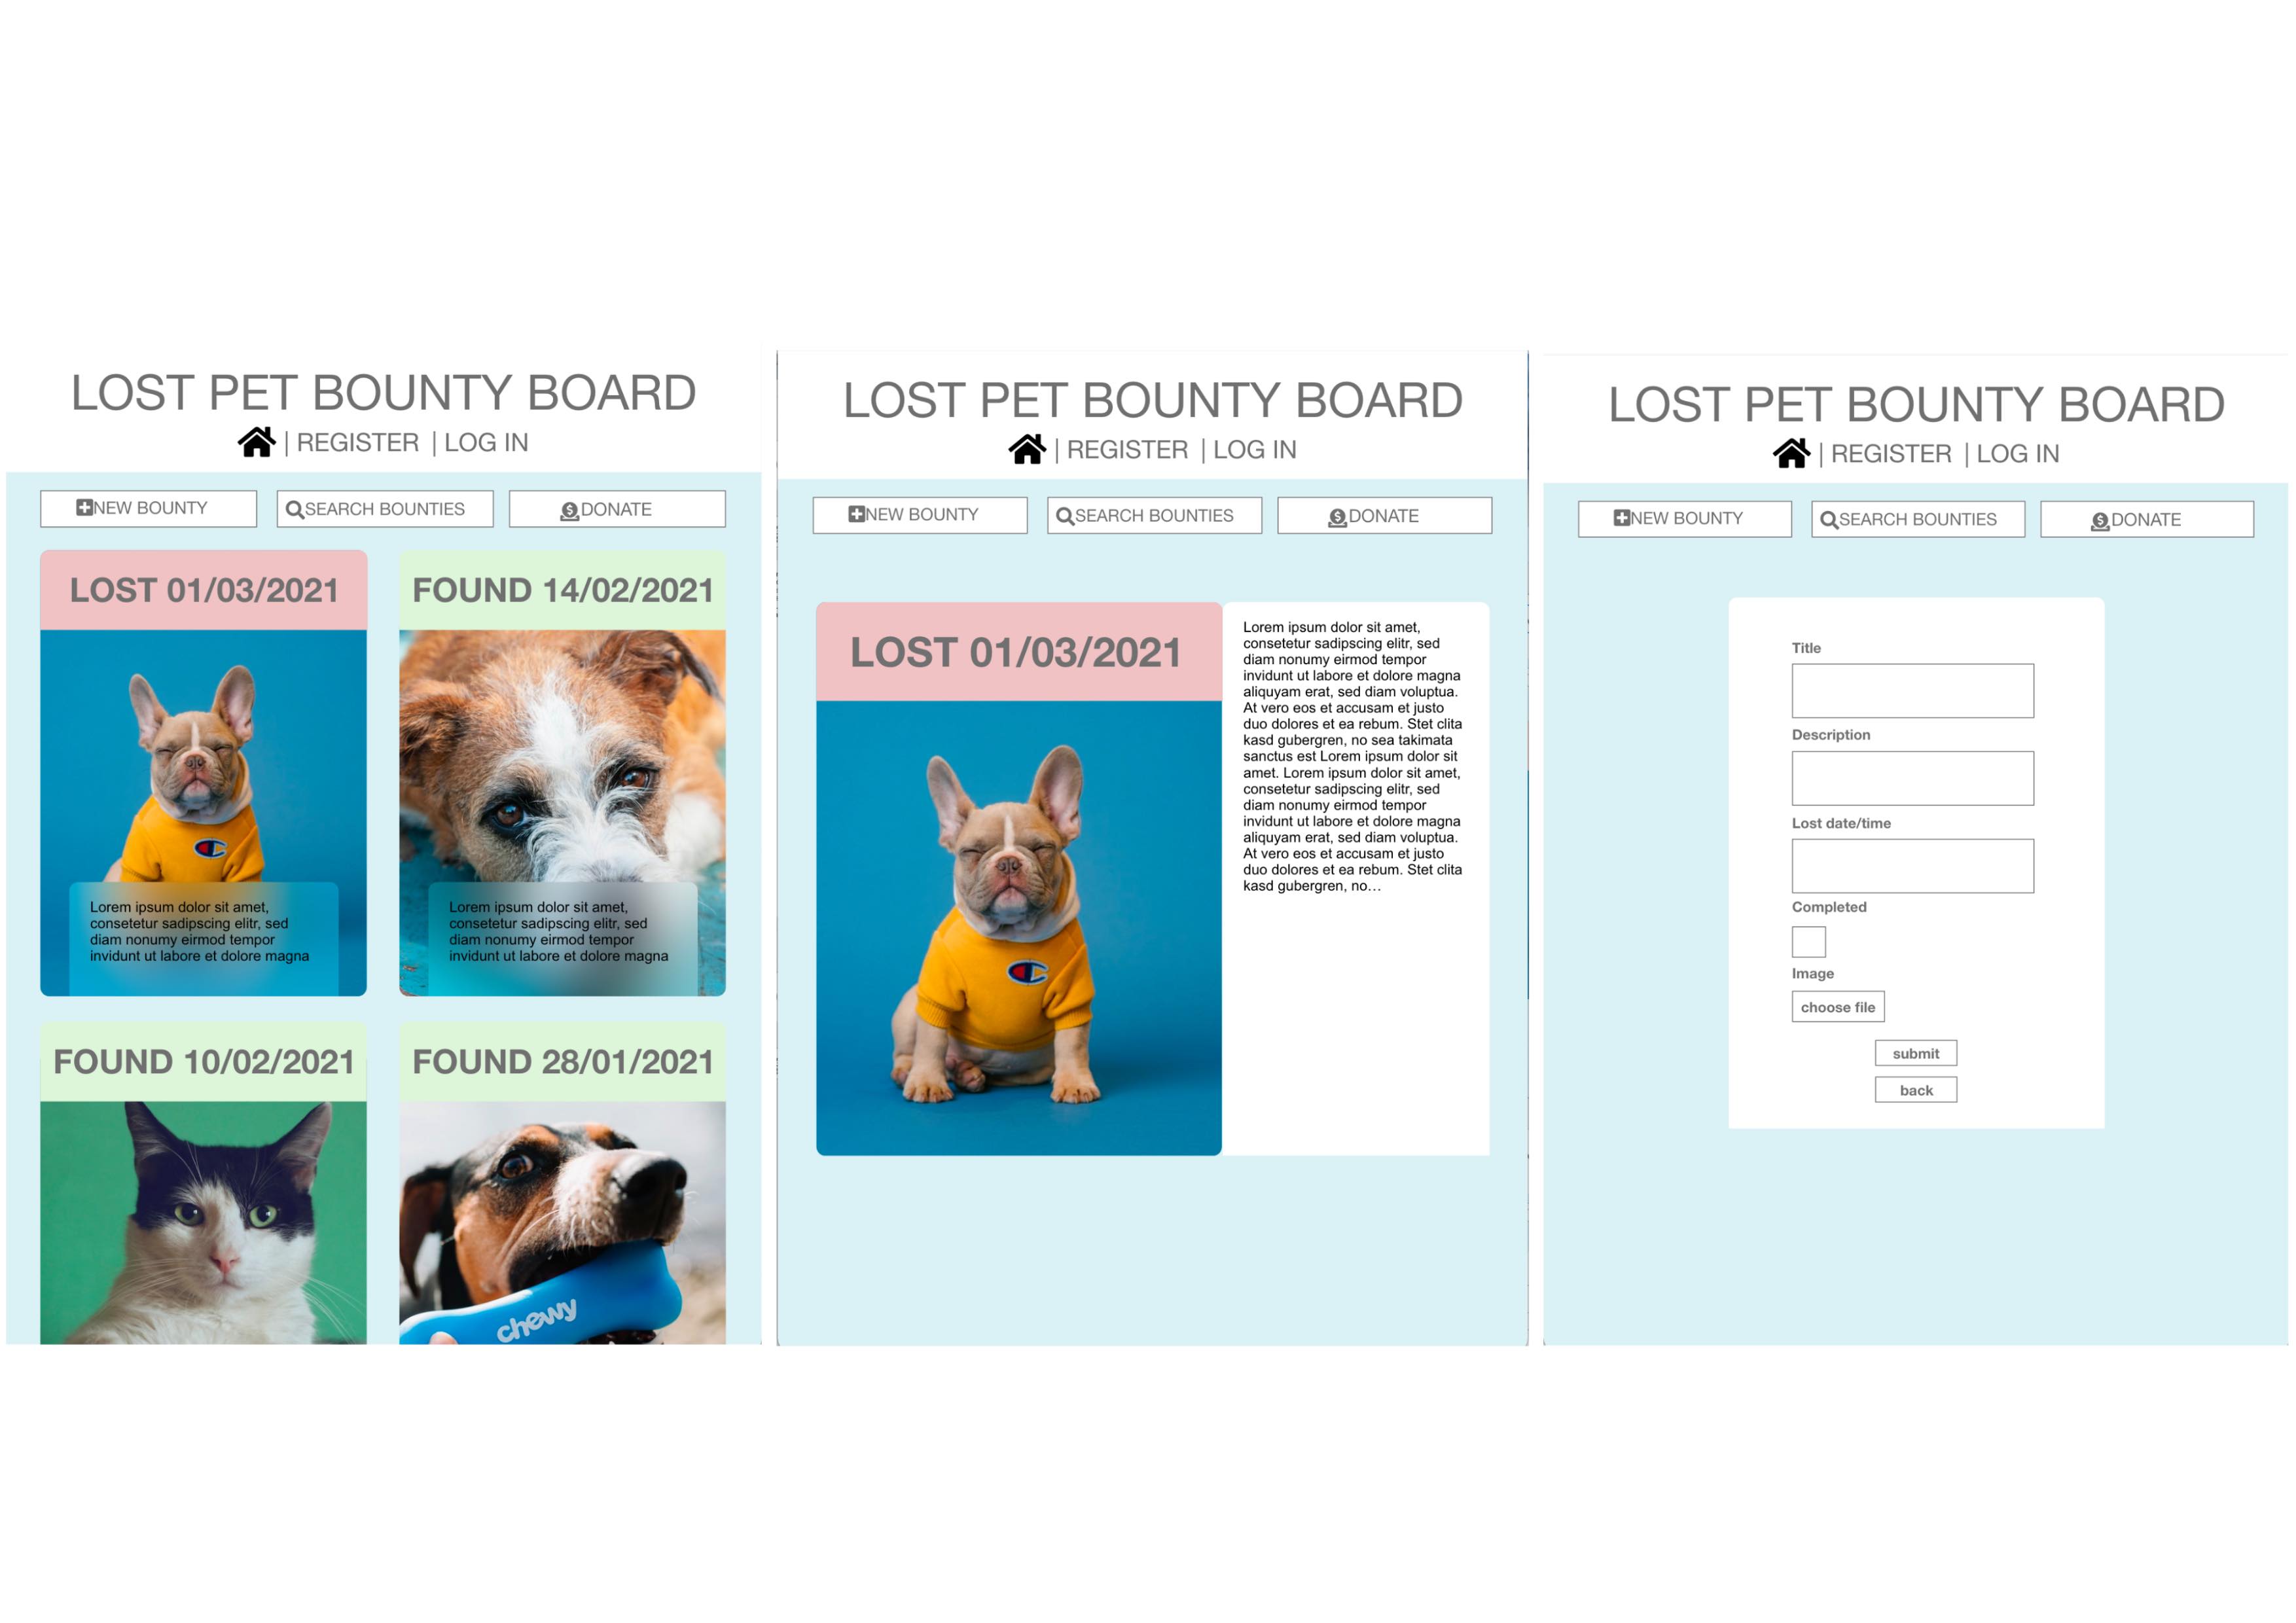 LOST PET BOUNTY BOARD
| REGISTER | LOG IN
NEW BOUNTY
SEARCH BOUNTIES
DONATE
LOST 01/03/2021
Lorem ipsum dolor sit amet,
consetetur sadipscing elitr, sed
diam nonumy eirmod tempor
invidunt ut labore et dolore magna
FOUND 14/02/2021
Lorem ipsum dolor sit amet,
consetetur sadipscing elitr, sed
diam nonumy eirmod tempor
invidunt ut labore et dolore magna
FOUND 10/02/2021
FOUND 28/01/2021
chewy
LOST PET BOUNTY BOARD
| REGISTER | LOG IN
NEW BOUNTY
SEARCH BOUNTIES
DONATE
LOST 01/03/2021
Lorem ipsum dolor sit amet,
consetetur sadipscing elitr, sed
diam nonumy eirmod tempor
invidunt ut labore et dolore magna
aliquyam erat, sed diam voluptua.
At vero eos et accusam et justo
duo dolores et ea rebum. Stet clita
kasd gubergren, no sea takimata
sanctus est Lorem ipsum dolor sit
amet. Lorem ipsum dolor sit amet,
consetetur sadipscing elitr, sed
diam nonumy eirmod tempor
invidunt ut labore et dolore magna
aliquyam erat, sed diam voluptua.
At vero eos et accusam et justo
duo dolores et ea rebum. Stet clita
kasd gubergren, no…
LOST PET BOUNTY BOARD
| REGISTER | LOG IN
NEW BOUNTY
SEARCH BOUNTIES
DONATE
Title
Description
Lost date/time
Completed
Image
choose file
submit
back